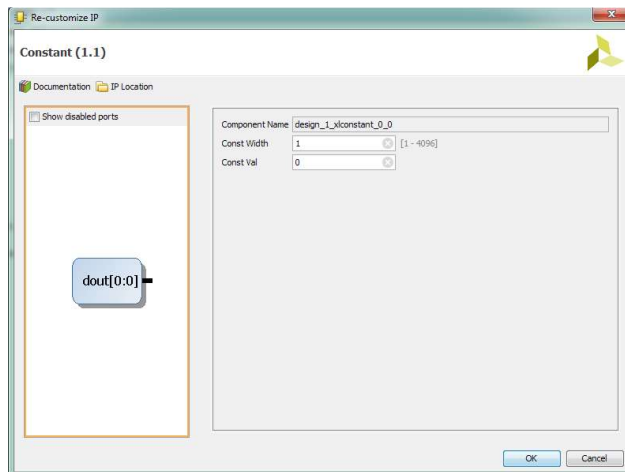 Re-customize IP
Constant (1.1)
Documentation IP Location
Show disabled ports
Component Name design_1_xlconstant_0_0
Const Width 1 [1 - 4096]
Const Val 0
dout[0:0]
OK Cancel